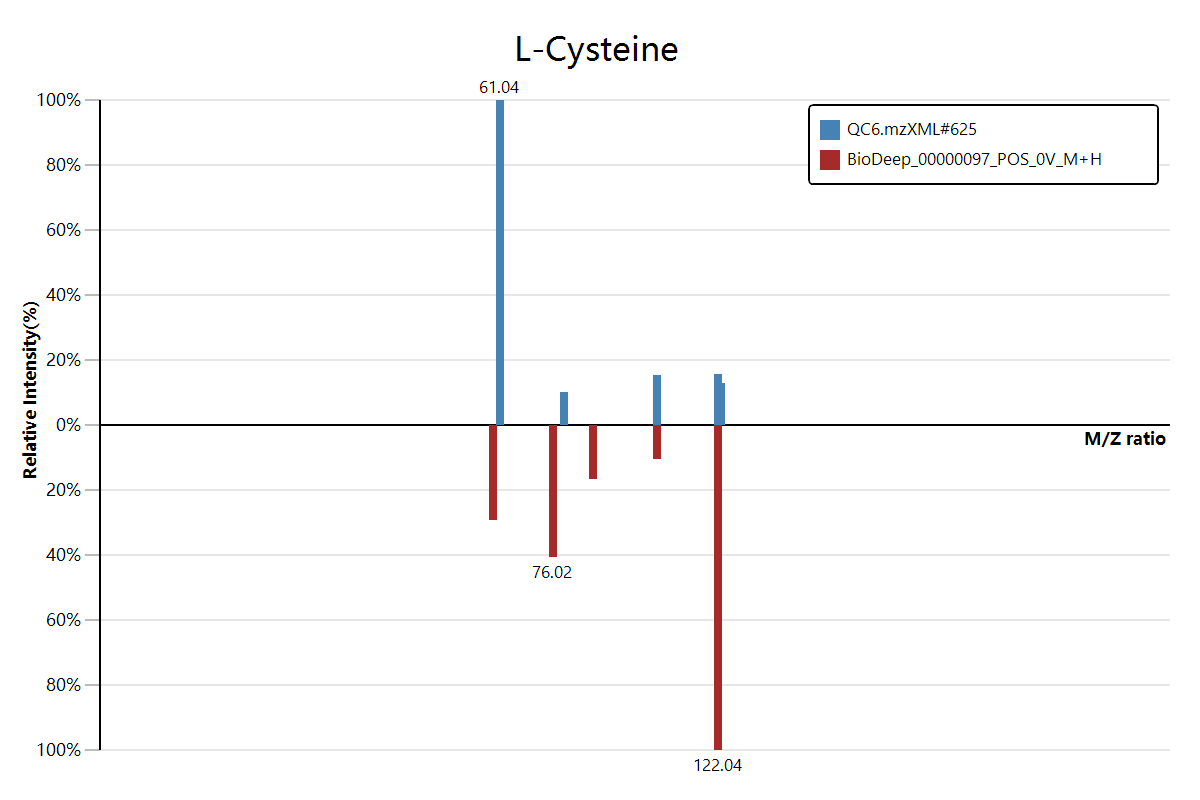 L-Cysteine
61.04
QC6.mzXML#625
BioDeep_00000097_POS_0V_M+H
100%
80%
60%
40%
20%
0%
20%
40%
60%
80%
100%
Relative Intensity(%)
M/Z ratio
76.02
122.04